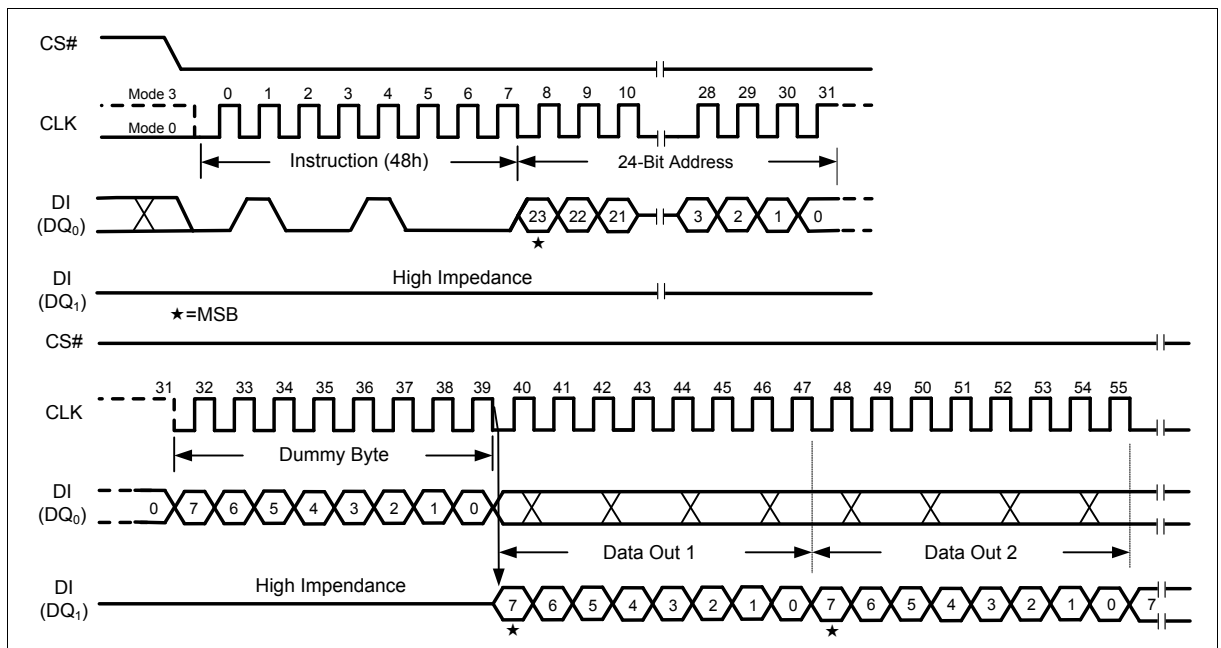 CS#
Mode 3 0 1 2 3 4 5 6 7 8 9 10 28 29 30 31
CLK
Mode 0
Instruction (48h) 24-Bit Address
DI
(DQ0) 23 22 21 3 2 1 0
★
DI
(DQ1) High Impedance
★=MSB
CS#
31 32 33 34 35 36 37 38 39 40 41 42 43 44 45 46 47 48 49 50 51 52 53 54 55
CLK
Dummy Byte
DI
(DQ0) 0 7 6 5 4 3 2 1 0
Data Out 1 Data Out 2
DI
(DQ1) High Impendance 7 6 5 4 3 2 1 0 7 6 5 4 3 2 1 0 7
★ ★